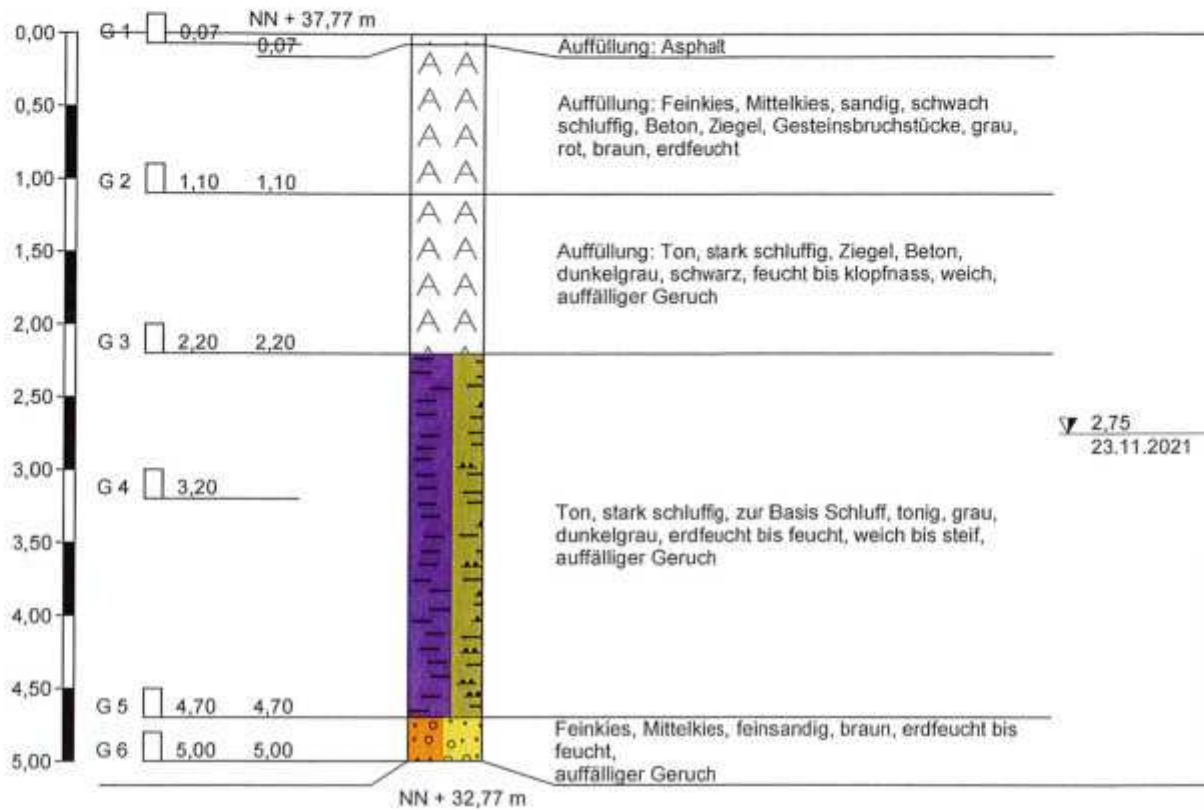 NN + 37,77 m
0,00
G 1 0,07
0,07
Auffüllung: Asphalt
0,50
Auffüllung: Feinkies, Mittelkies, sandig, schwach
schluffig, Beton, Ziegel, Gesteinsbruchstücke, grau,
rot, braun, erdfeucht
1,00
G 2 1,10 1,10
1,50
Auffüllung: Ton, stark schluffig, Ziegel, Beton,
dunkelgrau, schwarz, feucht bis klopfnass, weich,
auffälliger Geruch
2,00
G 3 2,20 2,20
2,50
2,75
23.11.2021
3,00
G 4 3,20
3,50
Ton, stark schluffig, zur Basis Schluff, tonig, grau,
dunkelgrau, erdfeucht bis feucht, weich bis steif,
auffälliger Geruch
4,00
4,50
G 5 4,70 4,70
Feinkies, Mittelkies, feinsandig, braun, erdfeucht bis
feucht,
auffälliger Geruch
G 6 5,00 5,00
5,00
NN + 32,77 m